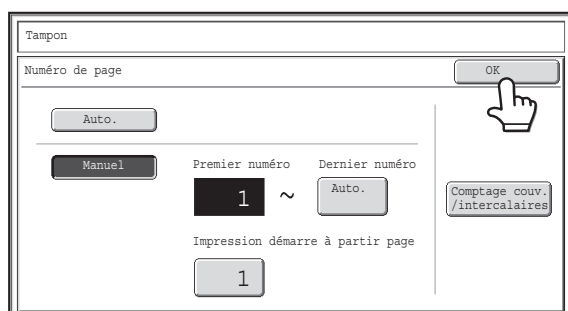 Tampon
Numéro de page
OK
Auto.
Manuel
Premier numéro
Dernier numéro
1
~
Auto.
Comptage couv.
/intercalaires
Impression démarre à partir page
1